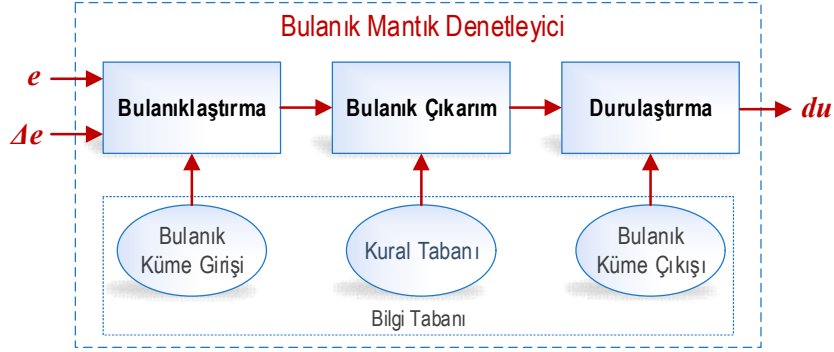 Bulanık Mantık Denetleyici
e
Δe
Bulanıklaştırma
Bulanık Çıkarım
Durulaştırma
du
Bulanık
Küme Girişi
Kural Tabanı
Bulanık
Küme Çıkışı
Bilgi Tabanı